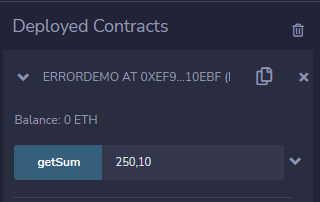 Deployed Contracts
ERRORDEMO AT 0XEF9...10EBF (
Balance: 0 ETH
getSum 250,10